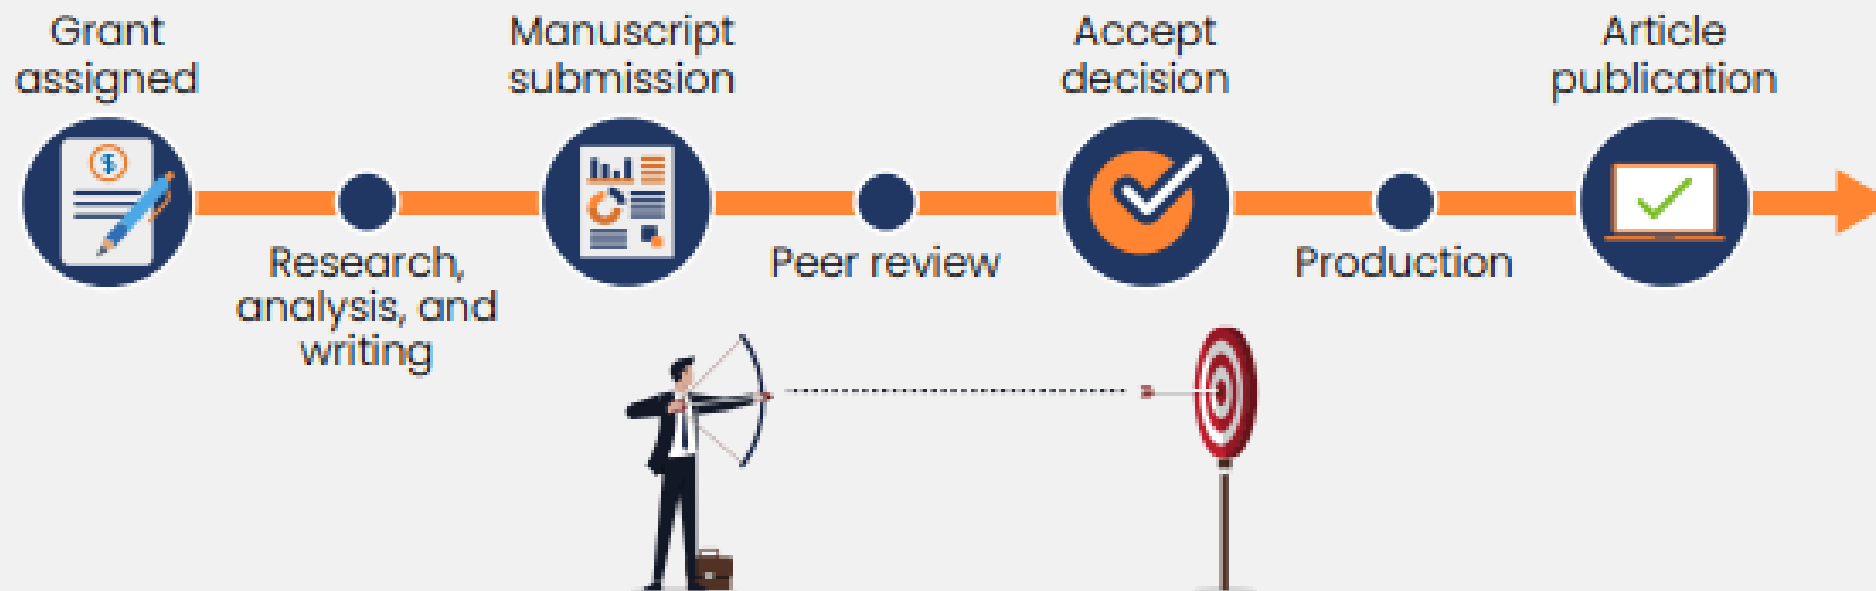 Grant
assigned
Research,
analysis, and
writing
Manuscript
submission
Peer review
Accept
decision
Production
Article
publication
$